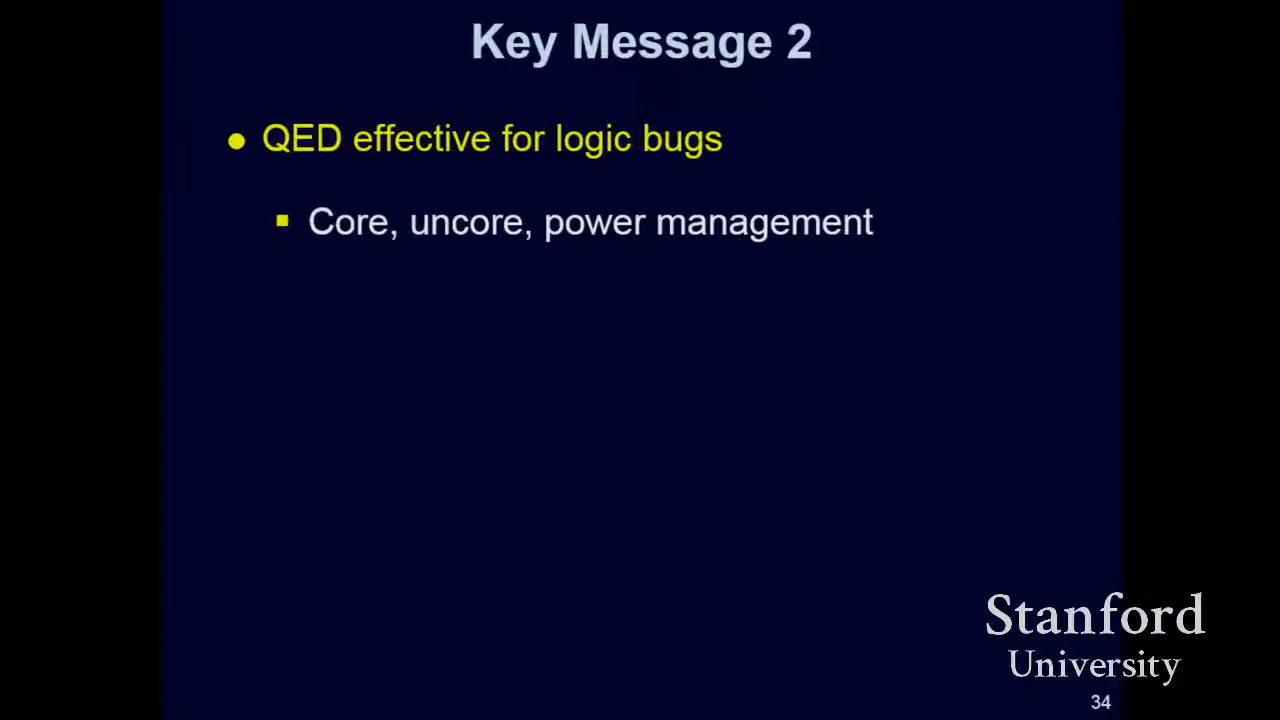 Key Message 2
● QED effective for logic bugs
▪ Core, uncore, power management
Stanford
University
34